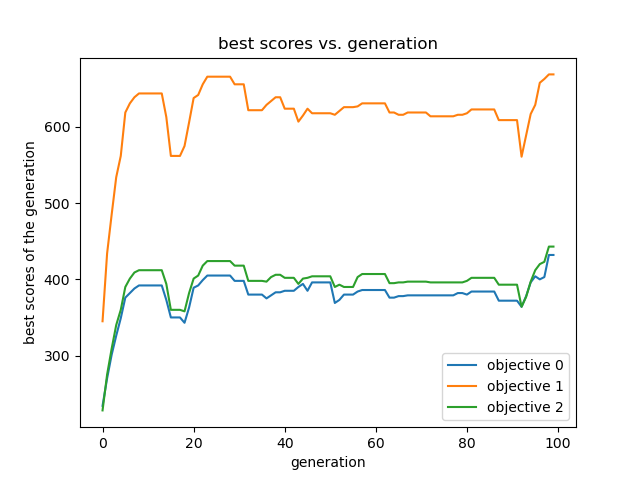 best scores vs. generation
best scores of the generation
600
500
400
300
0
20
40
60
80
100
generation
objective 0
objective 1
objective 2